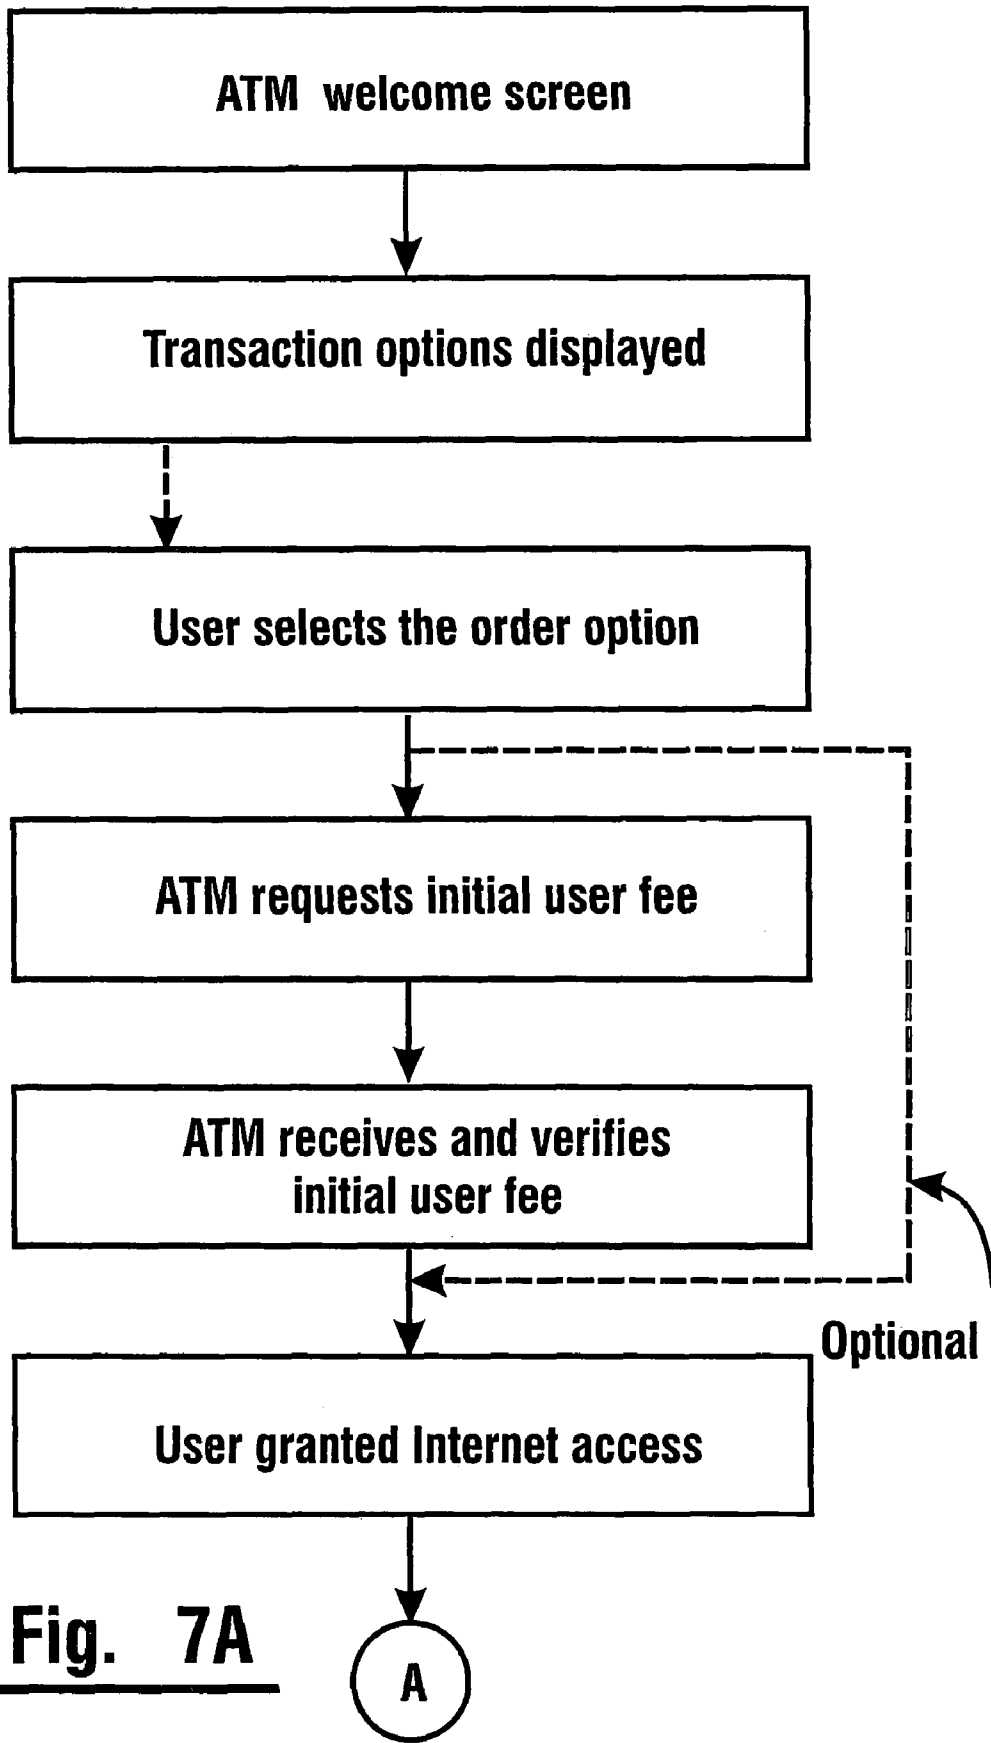 ATM welcome screen
Transaction options displayed
User selects the order option
ATM requests initial user fee
ATM receives and verifies
initial user fee
Optional
User granted Internet access
Fig. 7A
A